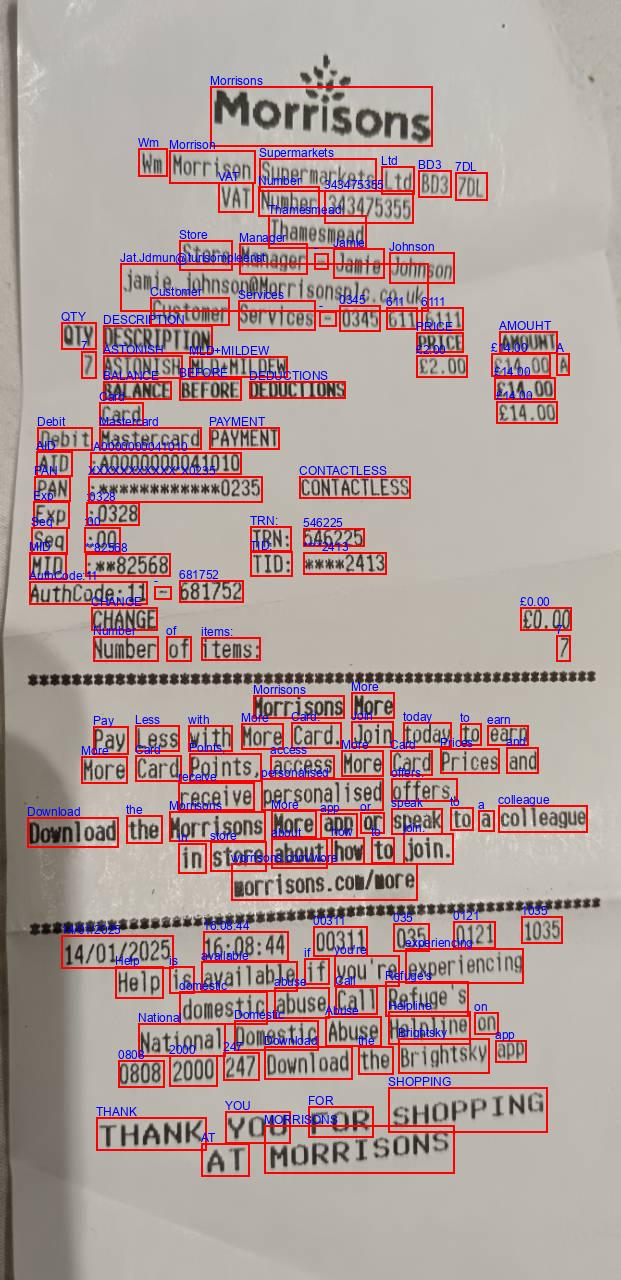 Morrisons
Wm Morrison Supermarkets Ltd BD3 7DL
VAT Number 343475355
Thamesmead
Store Manager - Jamie Johnson
jamie.johnson@Morrisonsplc.co.uk
Customer Services - 0345 611 6111
QTY DESCRIPTION PRICE AMOUNT
7 ASTONISH MLD+MILDEW £2.00 £14.00 A
BALANCE BEFORE DEDUCTIONS £14.00
Card £14.00
Debit Mastercard PAYMENT
AID :A0000000041010
PAN :************0235 CONTACTLESS
Exp :0328
Seq :00 TRN: 546225
MID :**82568 TID: ****2413
AuthCode:11 - 681752
CHANGE £0.00
Number of items: 7
Morrisons More
Pay Less with More Card. Join today to earn
More Card Points, access More Card Prices and
receive personalised offers.
Download the Morrisons More app or speak to a colleague
in store about how to join.
morrisons.com/more
14/01/2025 16:08:44 00311 035 0121 1035
Help is available if you're experiencing
domestic abuse Call Refuge's
National Domestic Abuse Helpline on
0808 2000 247 Download the Brightsky app
THANK YOU FOR SHOPPING
AT MORRISONS